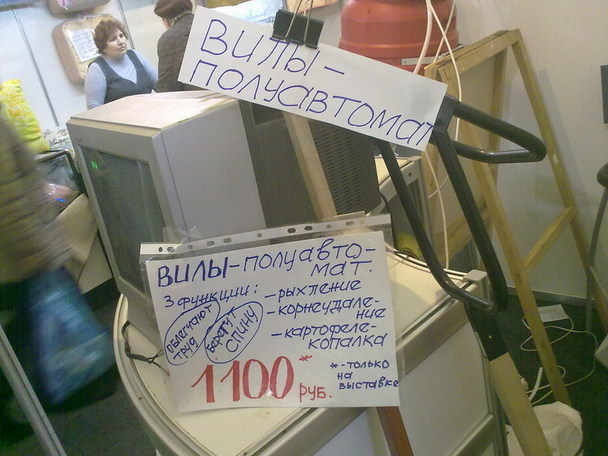 ВИЛЫ-
ПОЛУАВТОМАТ
ВИЛЫ-ПОЛУАВТО-
МАТ.
3 ФУНКЦИИ:
-РЫХЛЕНИЕ
-КОРНЕУДАЛЕ-
НИЕ
-КАРТОФЕЛЕ-
КОПАЛКА
ОБЛЕГЧАЮТ
ТРУД
БЕРЕГУТ
СПИНУ
1100* РУБ.
*-ТОЛЬКО
НА
ВЫСТАВКЕ